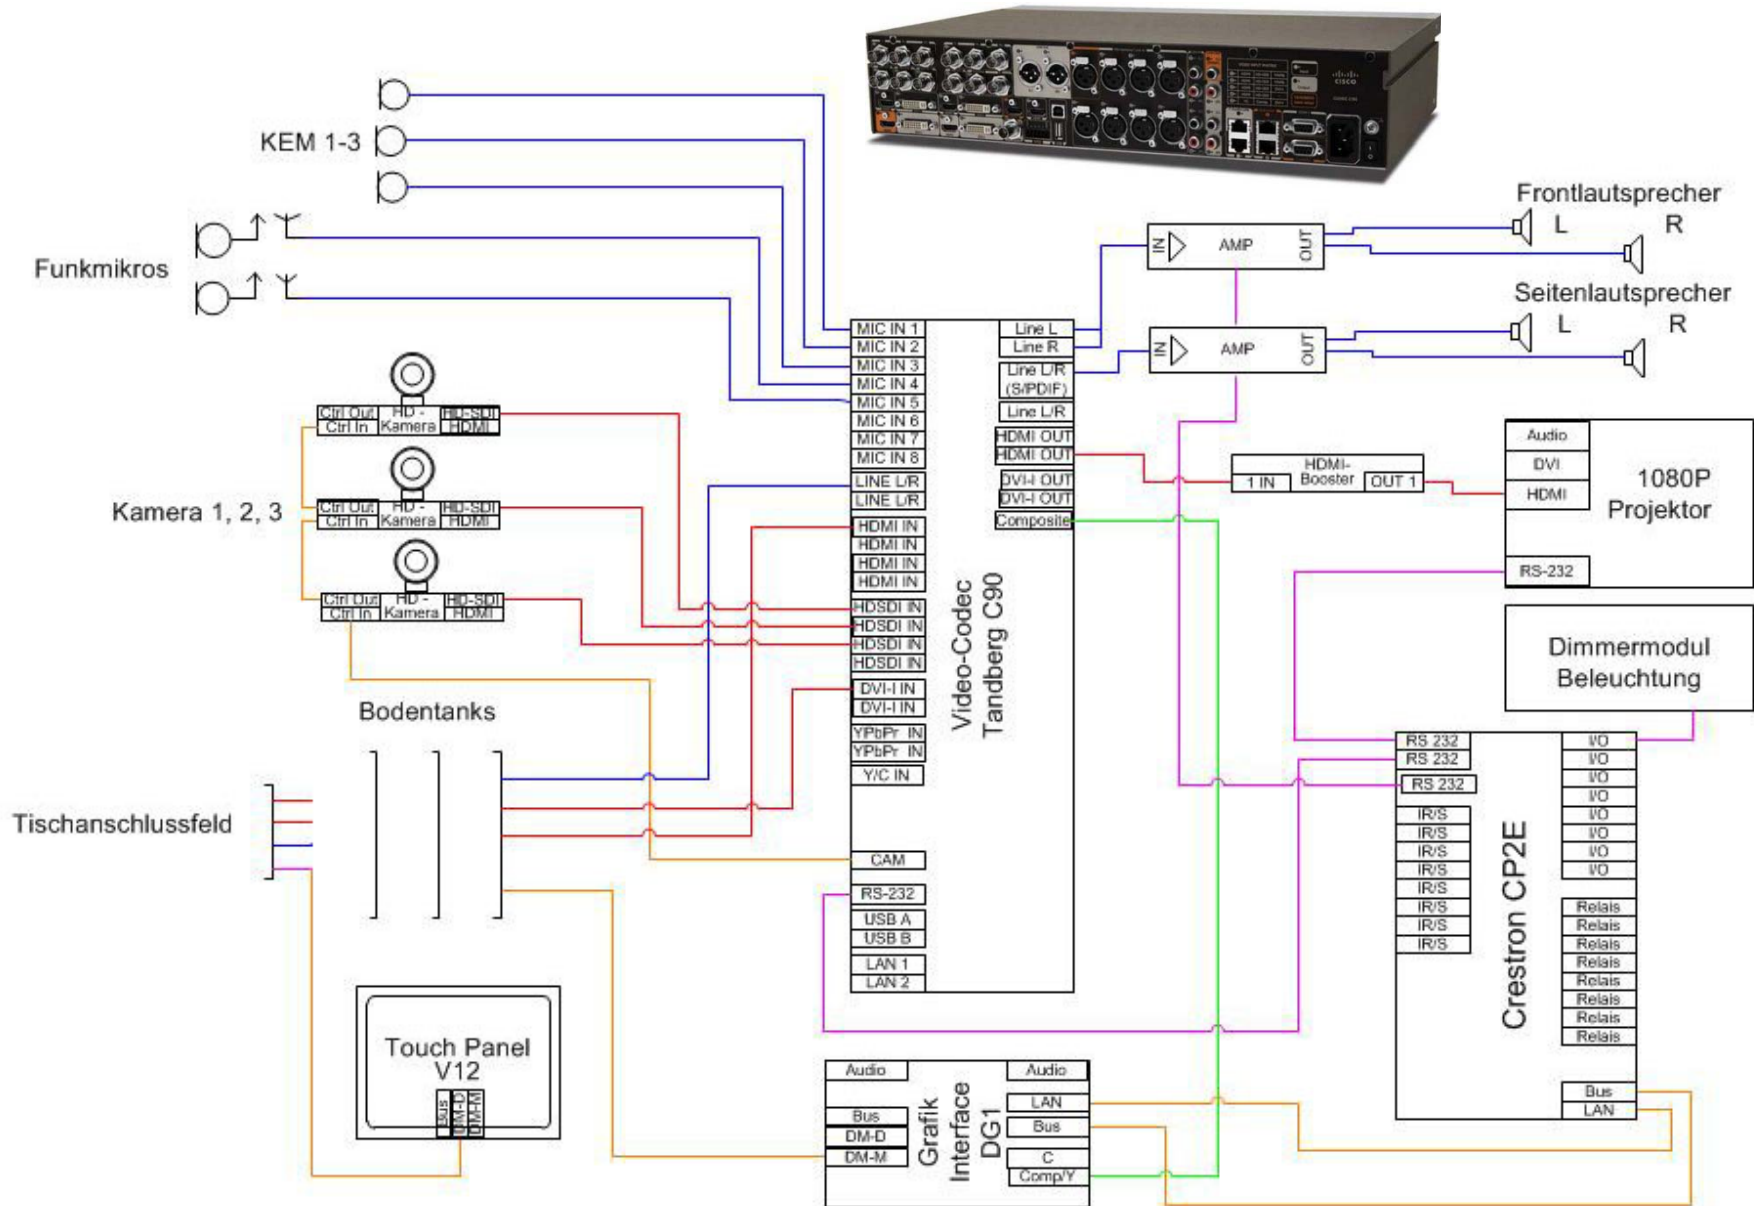 CISCO
KEM 1-3
Funkmikros
Kamera 1, 2, 3
Ctrl Out
Ctrl In
HD -
Kamera
HD-SDI
HDMI
Ctrl Out
Ctrl In
HD -
Kamera
HD-SDI
HDMI
Ctrl Out
Ctrl In
HD -
Kamera
HD-SDI
HDMI
Bodentanks
Tischanschlussfeld
Touch Panel
V12
Bus
DM-D
DM-M
MIC IN 1
MIC IN 2
MIC IN 3
MIC IN 4
MIC IN 5
MIC IN 6
MIC IN 7
MIC IN 8
LINE L/R
LINE L/R
HDMI IN
HDMI IN
HDMI IN
HDMI IN
HDSDI IN
HDSDI IN
HDSDI IN
HDSDI IN
DVI-I IN
DVI-I IN
YPbPr IN
YPbPr IN
Y/C IN
CAM
RS-232
USB A
USB B
LAN 1
LAN 2
Video-Codec
Tandberg C90
Line L
Line R
Line L/R
(S/PDIF)
Line L/R
HDMI OUT
HDMI OUT
DVI-I OUT
DVI-I OUT
Composite
IN
AMP
OUT
IN
AMP
OUT
Frontlautsprecher
L R
Seitenlautsprecher
L R
HDMI-
Booster
1 IN
OUT 1
Audio
DVI
HDMI
RS-232
1080P
Projektor
Dimmermodul
Beleuchtung
RS 232
RS 232
RS 232
IR/S
IR/S
IR/S
IR/S
IR/S
IR/S
IR/S
IR/S
Crestron CP2E
I/O
I/O
I/O
I/O
I/O
I/O
I/O
I/O
Relais
Relais
Relais
Relais
Relais
Relais
Relais
Relais
Bus
LAN
Audio
Bus
DM-D
DM-M
Grafik
Interface
DG1
Audio
LAN
Bus
C
Comp/Y